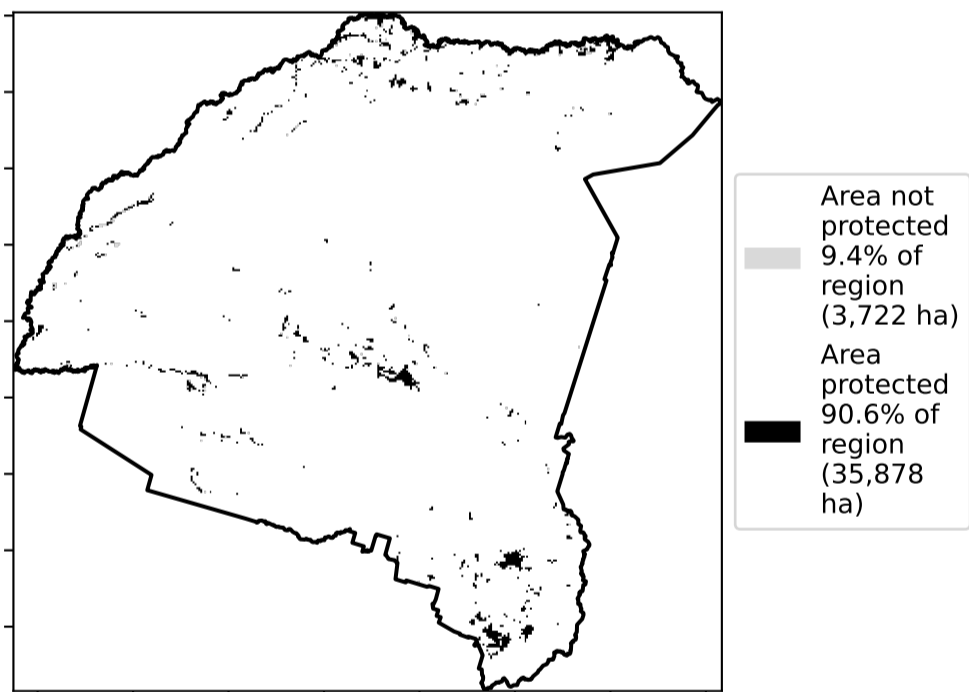 Area not
protected
9.4% of
region
(3,722 ha)
Area
protected
90.6% of
region
(35,878
ha)